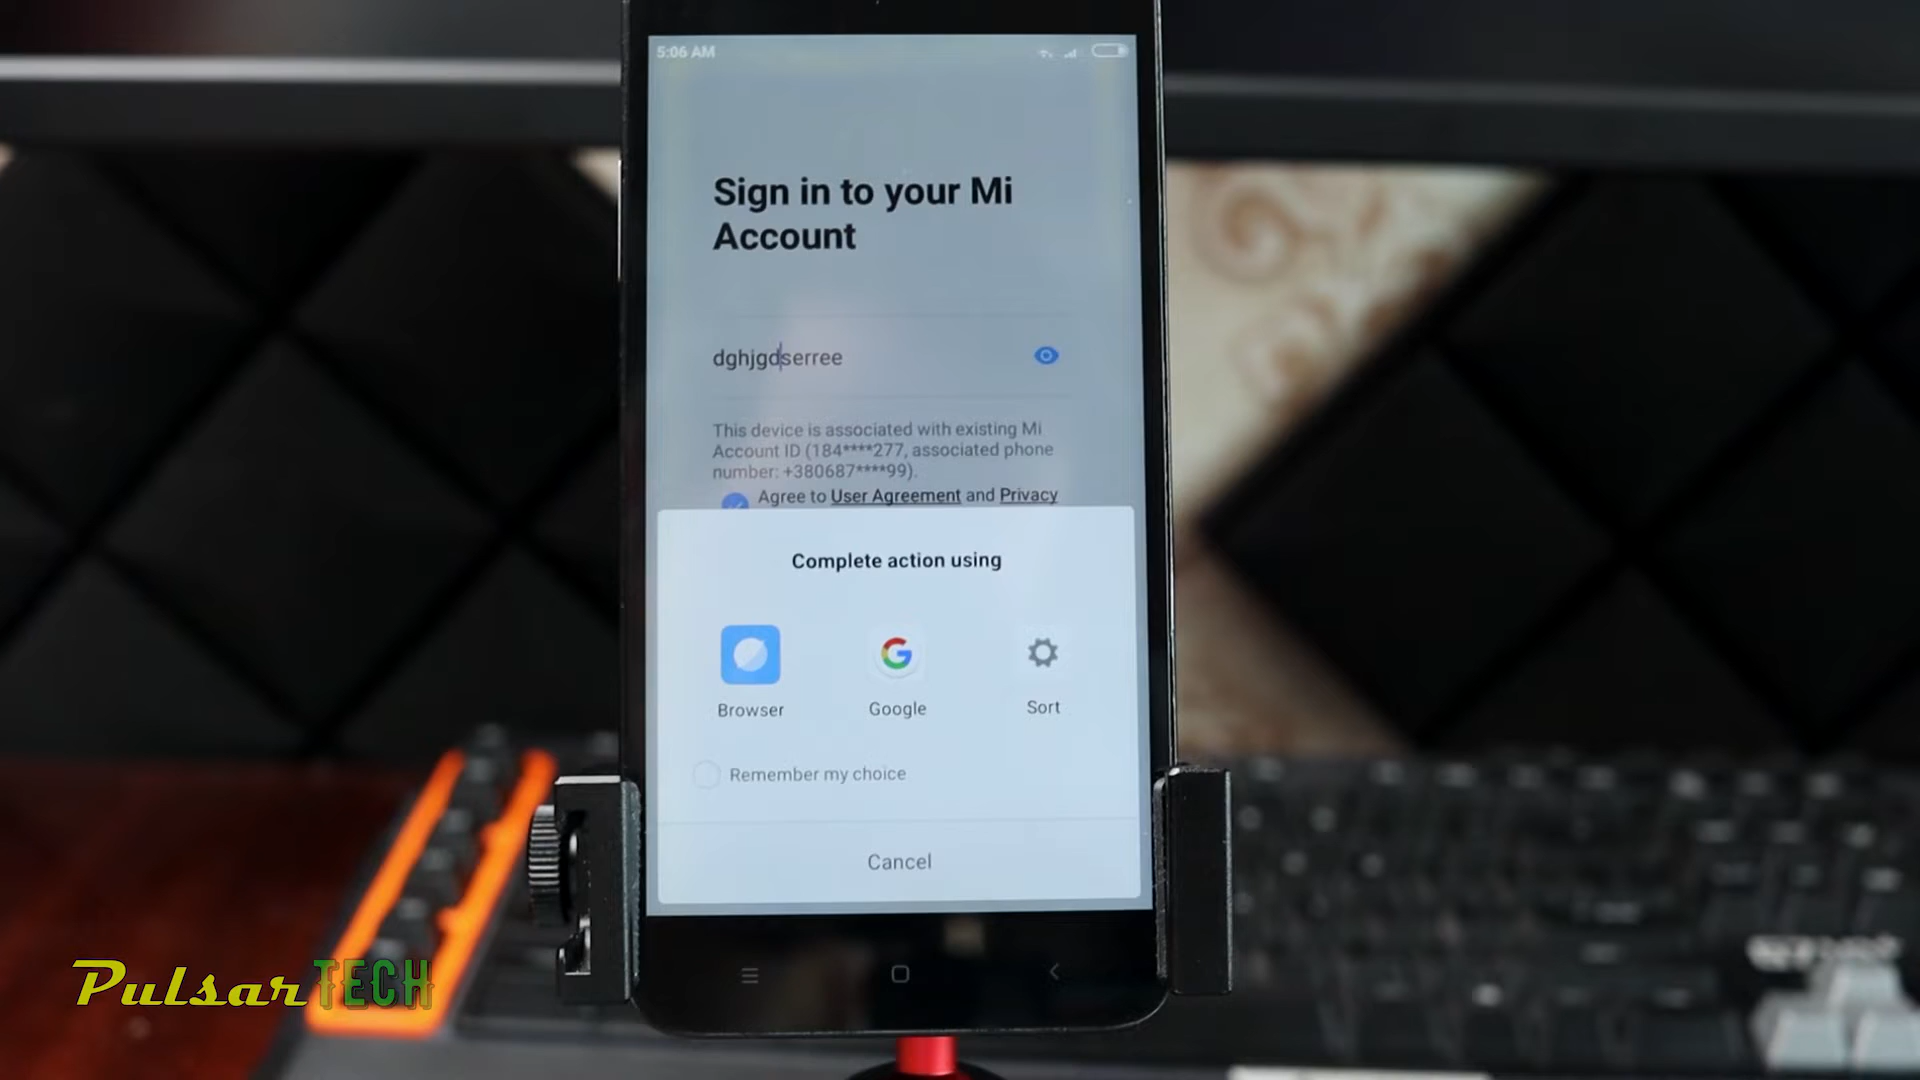 5:06 AM
Sign in to your Mi
Account
dghjgdserree
This device is associated with existing Mi
Account ID (184****277, associated phone
number: +380687****99).
Agree to User Agreement and Privacy
Complete action using
Browser Google Sort
Remember my choice
Cancel
PulsarTECH